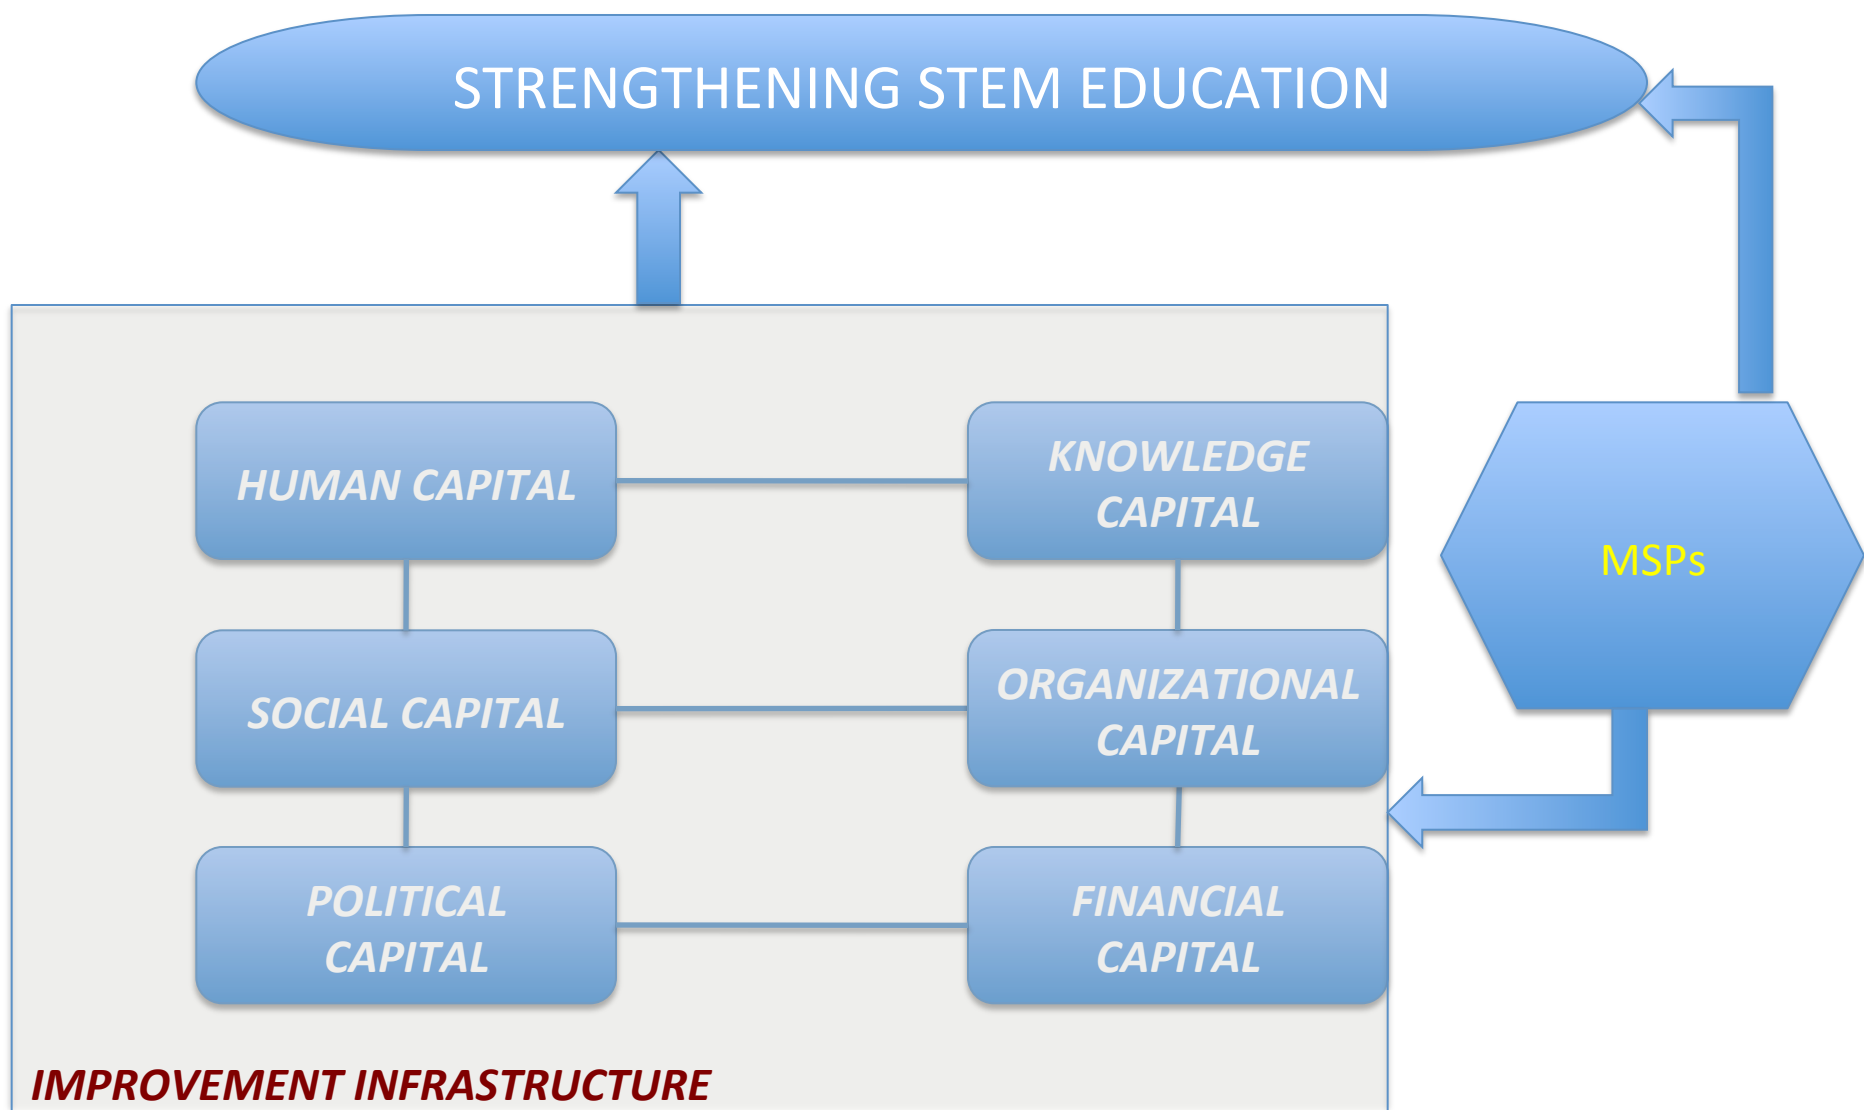 STRENGTHENING STEM EDUCATION
HUMAN CAPITAL
KNOWLEDGE
CAPITAL
MSPs
SOCIAL CAPITAL
ORGANIZATIONAL
CAPITAL
POLITICAL
CAPITAL
FINANCIAL
CAPITAL
IMPROVEMENT INFRASTRUCTURE